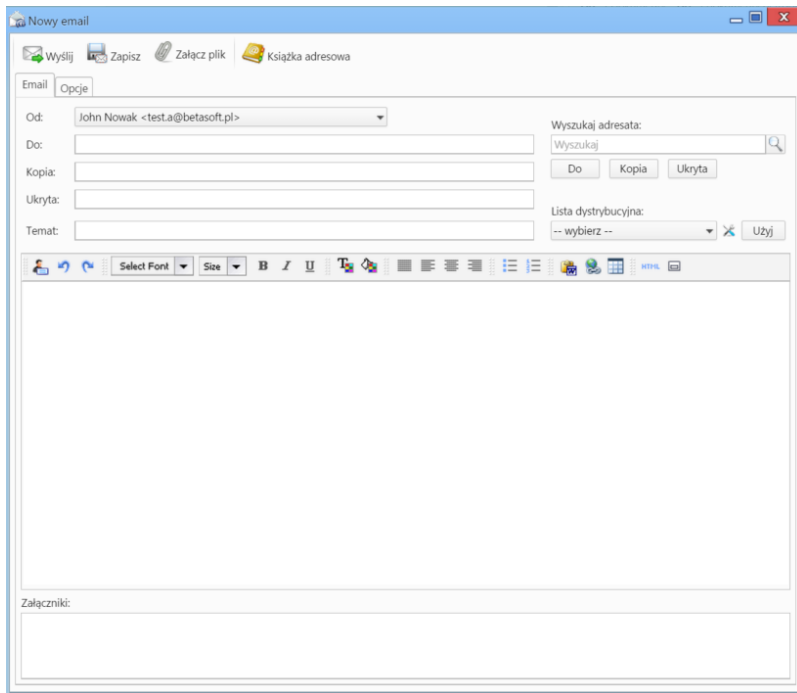 Nowy email
Wyślij Zapisz Załącz plik Książka adresowa
Email Opcje
Od: John Nowak <test.a@betasoft.pl>
Wyszukaj adresata:
Do: Wyszukaj
Kopia: Do Kopia Ukryta
Ukryta:
Lista dystrybucyjna:
Temat: -- wybierz -- Użyj
Select Font Size B I U HTML
Załączniki: